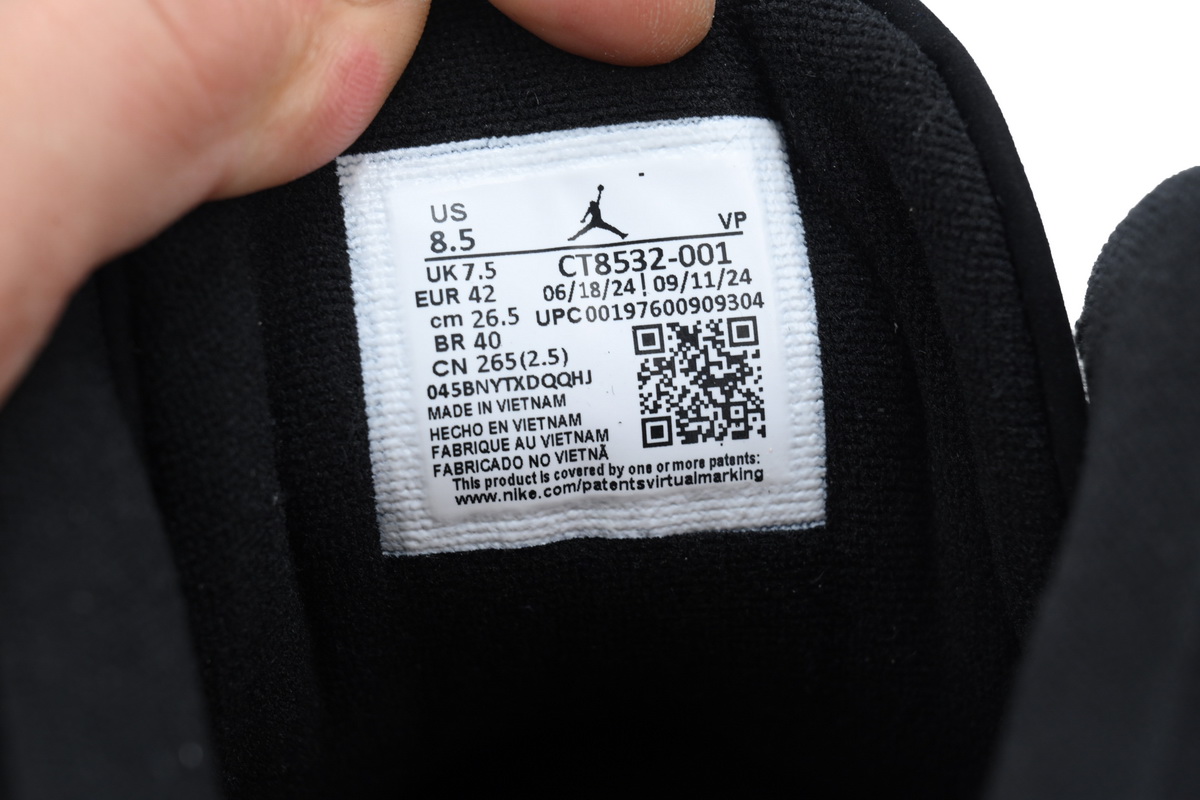 US
8.5
VP
UK 7.5
CT8532-001
EUR 42
06/18/24 ¦ 09/11/24
cm 26.5
UPC 00197600909304
BR 40
CN 265(2.5)
045BNYTXDQQHJ
MADE IN VIETNAM
HECHO EN VIETNAM
FABRIQUE AU VIETNAM
FABRICADO NO VIETNÃ
This product is covered by one or more patents:
www.nike.com/patentsvirtualmarking